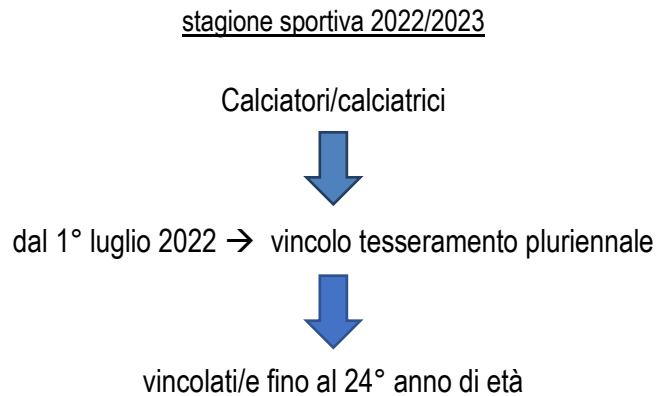 stagione sportiva 2022/2023
Calciatori/calciatrici
dal 1° luglio 2022 → vincolo tesseramento pluriennale
vincolati/e fino al 24° anno di età